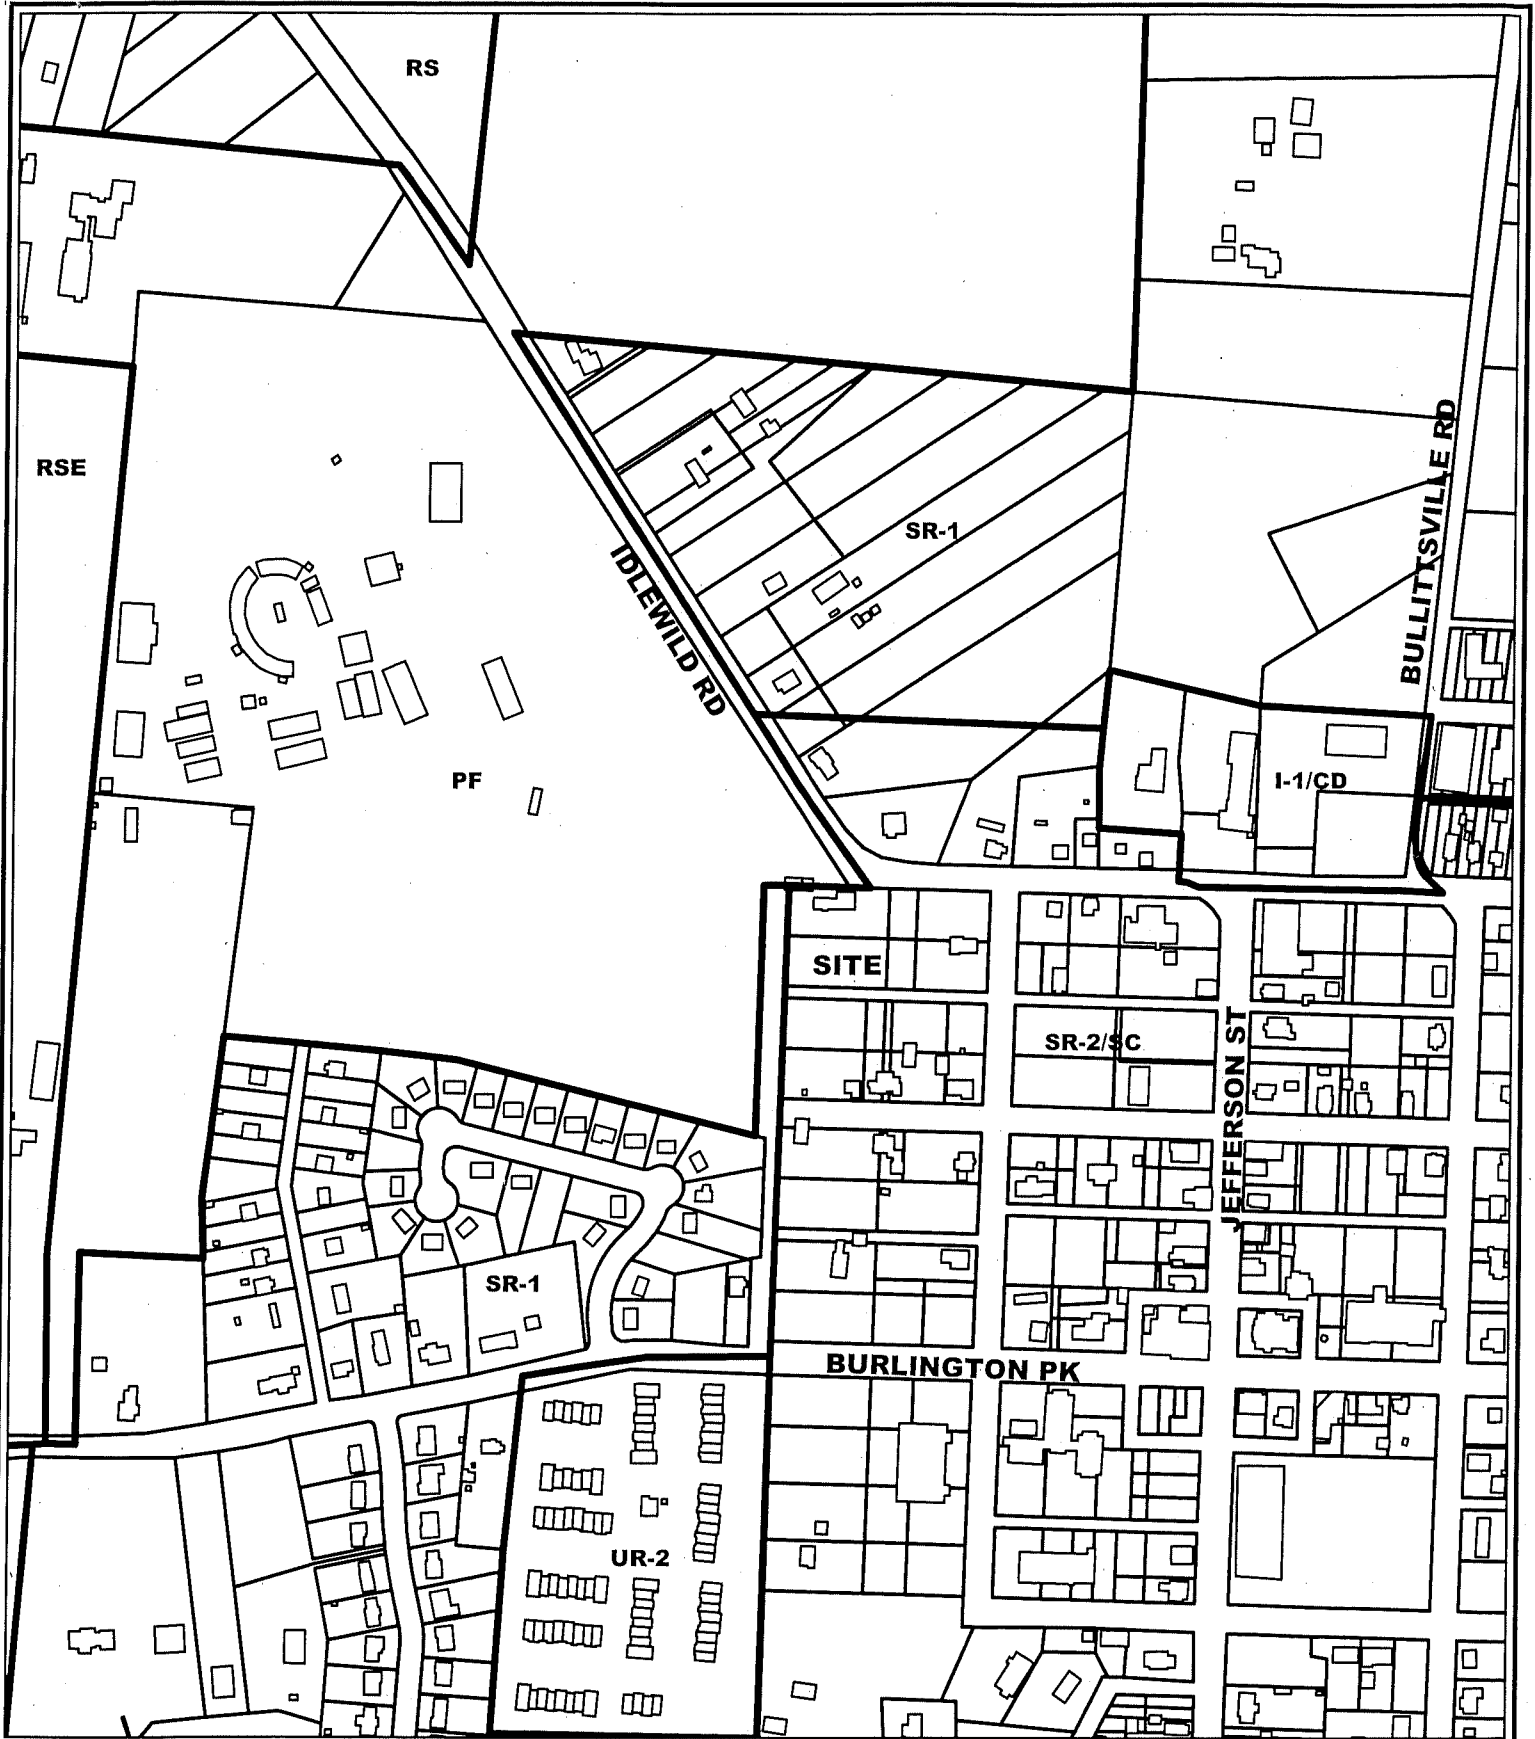 RS
RSE
SR-1
IDLEWILD RD
BULLITTSVILLE RD
PF
I-1/CD
SITE
SR-2/SC
JEFFERSON ST
SR-1
BURLINGTON PK
UR-2